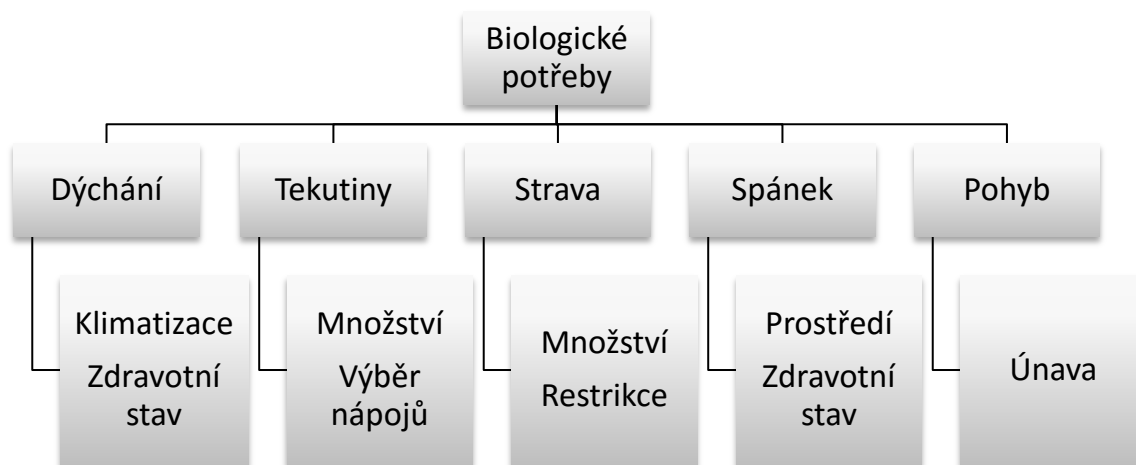 Biologické
potřeby
Dýchání
Tekutiny
Strava
Spánek
Pohyb
Klimatizace
Zdravotní
stav
Množství
Výběr
nápojů
Množství
Restrikce
Prostředí
Zdravotní
stav
Únava